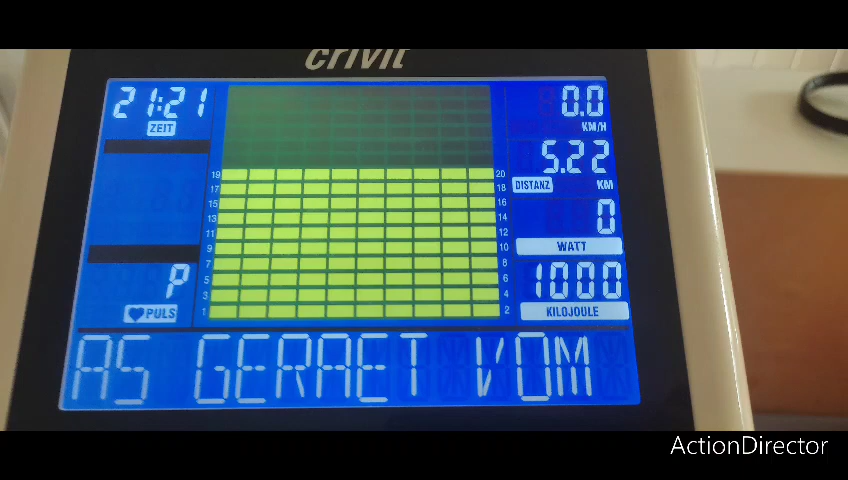 crivit
21:21
ZEIT
0.0
KM/H
5.22
DISTANZ KM
0
WATT
1000
KILOJOULE
P
PULS
19 20
17 18
15 16
13 14
11 12
9 10
7 8
5 6
3 4
1 2
AS GERAET VOM
ActionDirector